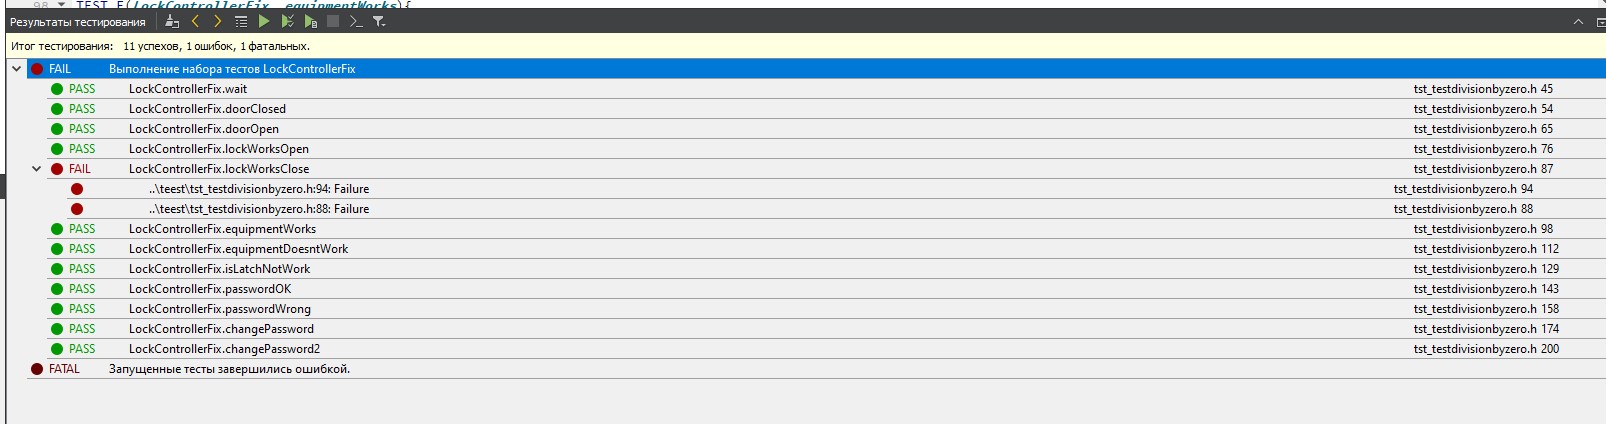 98 TEST_F(LockControllerFix, equipmentWorks){
Результаты тестирования
Итог тестирования: 11 успехов, 1 ошибок, 1 фатальных.
FAIL Выполнение набора тестов LockControllerFix
PASS LockControllerFix.wait tst_testdivisionbyzero.h 45
PASS LockControllerFix.doorClosed tst_testdivisionbyzero.h 54
PASS LockControllerFix.doorOpen tst_testdivisionbyzero.h 65
PASS LockControllerFix.lockWorksOpen tst_testdivisionbyzero.h 76
FAIL LockControllerFix.lockWorksClose tst_testdivisionbyzero.h 87
..\teest\tst_testdivisionbyzero.h:94: Failure tst_testdivisionbyzero.h 94
..\teest\tst_testdivisionbyzero.h:88: Failure tst_testdivisionbyzero.h 88
PASS LockControllerFix.equipmentWorks tst_testdivisionbyzero.h 98
PASS LockControllerFix.equipmentDoesntWork tst_testdivisionbyzero.h 112
PASS LockControllerFix.isLatchNotWork tst_testdivisionbyzero.h 129
PASS LockControllerFix.passwordOK tst_testdivisionbyzero.h 143
PASS LockControllerFix.passwordWrong tst_testdivisionbyzero.h 158
PASS LockControllerFix.changePassword tst_testdivisionbyzero.h 174
PASS LockControllerFix.changePassword2 tst_testdivisionbyzero.h 200
FATAL Запущенные тесты завершились ошибкой.